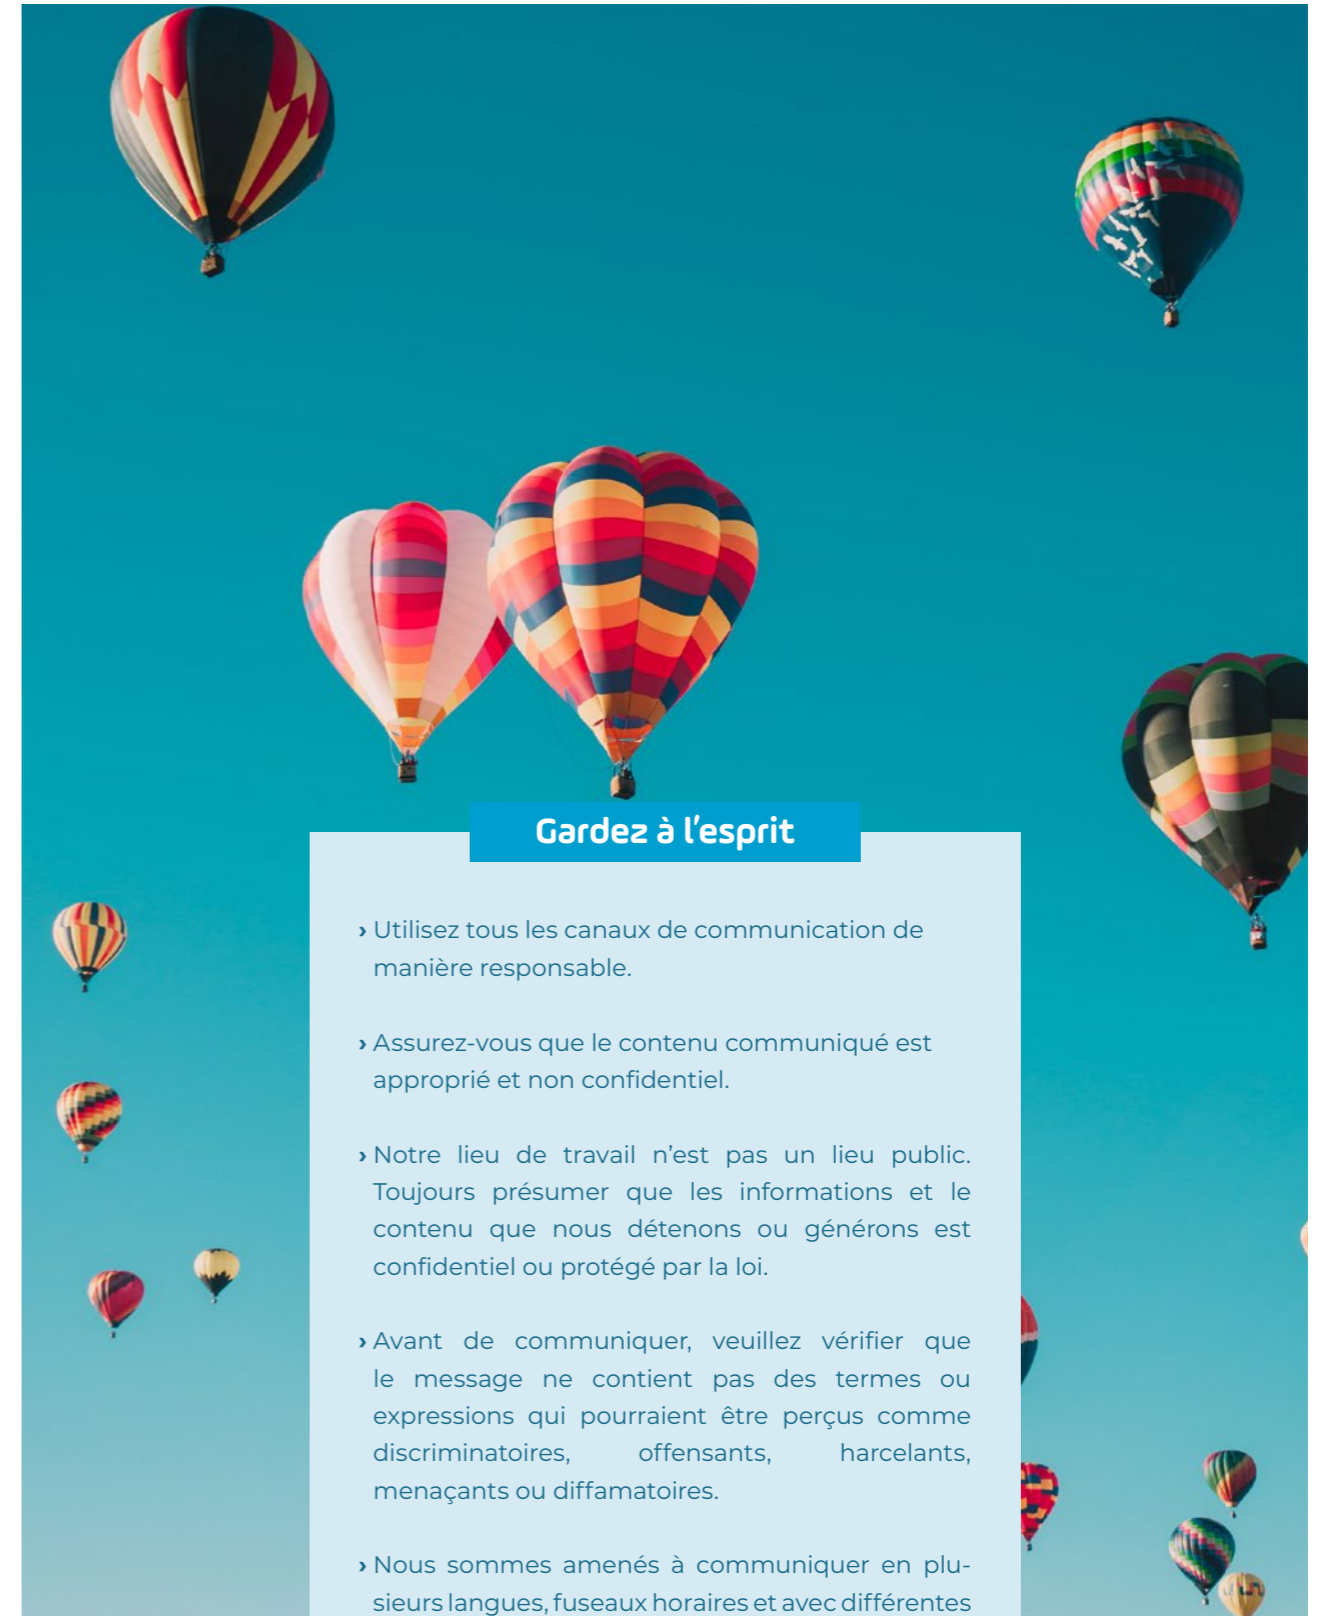 Gardez à l'esprit
› Utilisez tous les canaux de communication de
manière responsable.
› Assurez-vous que le contenu communiqué est
approprié et non confidentiel.
› Notre lieu de travail n'est pas un lieu public.
Toujours présumer que les informations et le
contenu que nous détenons ou générons est
confidentiel ou protégé par la loi.
› Avant de communiquer, veuillez vérifier que
le message ne contient pas des termes ou
expressions qui pourraient être perçus comme
discriminatoires, offensants, harcelants,
menaçants ou diffamatoires.
› Nous sommes amenés à communiquer en plu-
sieurs langues, fuseaux horaires et avec différentes